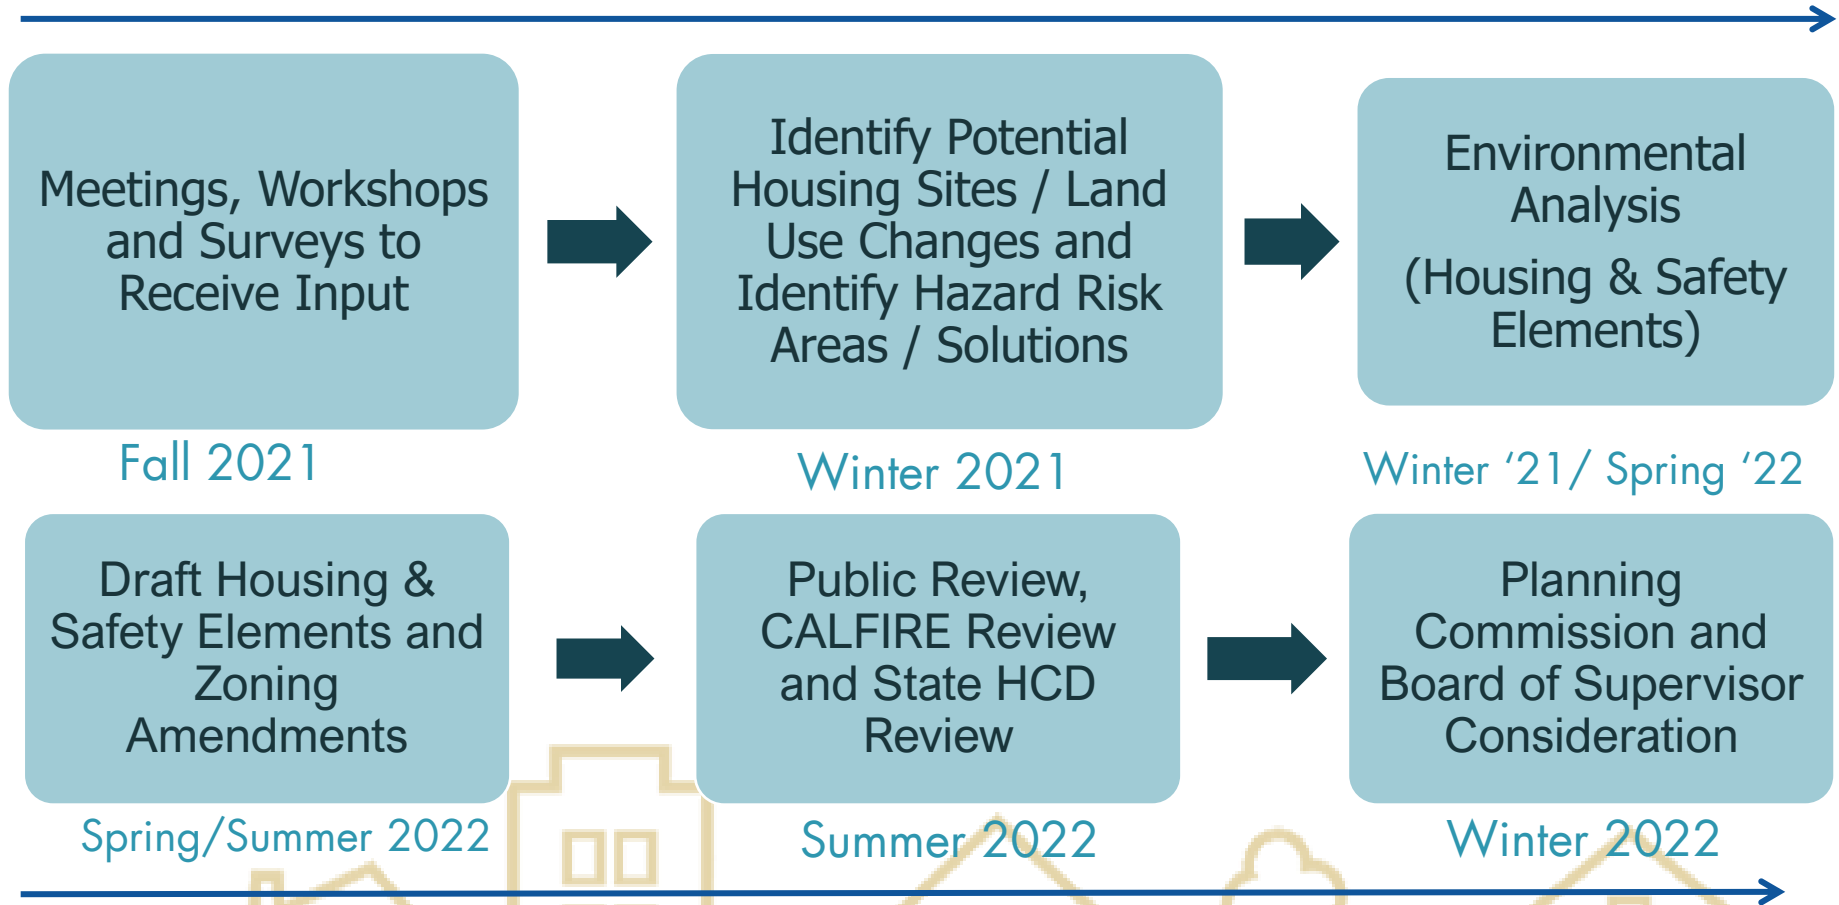 Meetings, Workshops
and Surveys to
Receive Input
Fall 2021
Identify Potential
Housing Sites / Land
Use Changes and
Identify Hazard Risk
Areas / Solutions
Winter 2021
Environmental
Analysis
(Housing & Safety
Elements)
Winter ‘21/ Spring ‘22
Draft Housing &
Safety Elements and
Zoning
Amendments
Spring/Summer 2022
Public Review,
CALFIRE Review
and State HCD
Review
Summer 2022
Planning
Commission and
Board of Supervisor
Consideration
Winter 2022